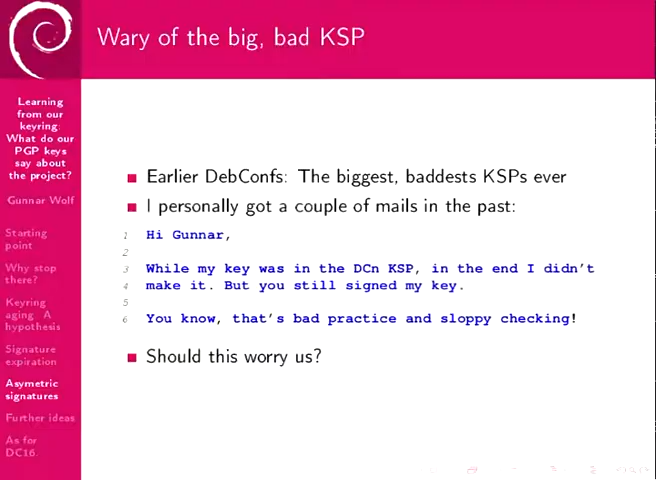 Wary of the big, bad KSP
Learning
from our
keyring:
What do our
PGP keys
say about
the project?
Gunnar Wolf
Starting
point
Why stop
there?
Keyring
aging A
hypothesis
Signature
expiration
Asymetric
signatures
Further ideas
As for
DC16.
Earlier DebConfs: The biggest, baddests KSPs ever
I personally got a couple of mails in the past:
1 Hi Gunnar,
2
3 While my key was in the DCn KSP, in the end I didn't
4 make it. But you still signed my key.
5
6 You know, that's bad practice and sloppy checking!
Should this worry us?